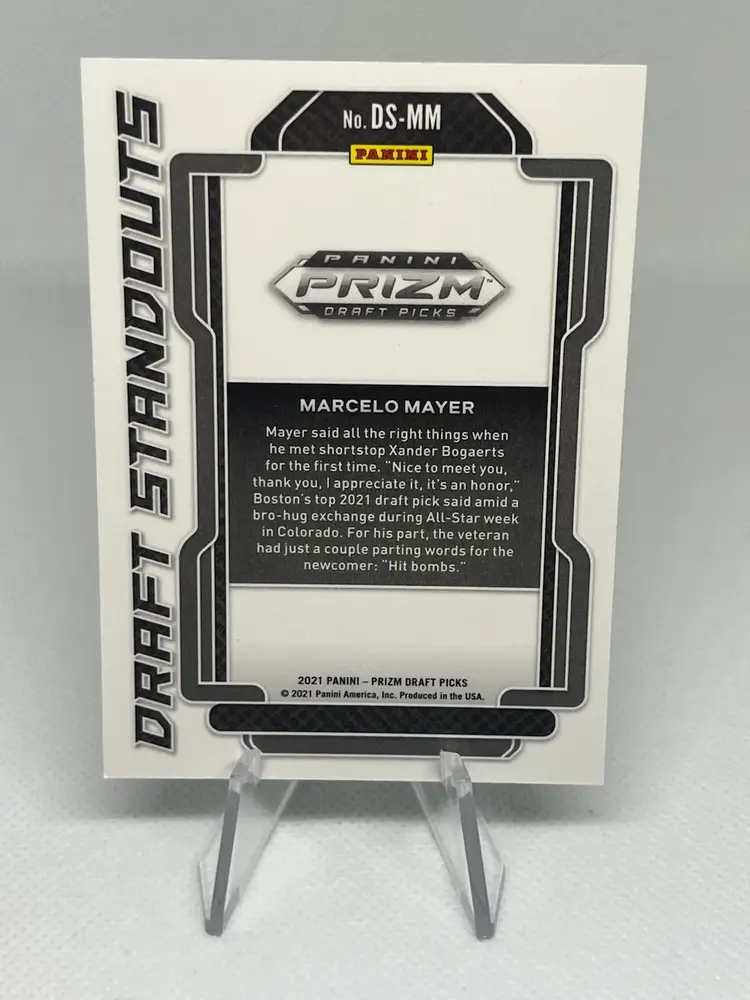 No. DS-MM
PANINI
DRAFT STANDOUTS
PANINI
PRIZM™
DRAFT PICKS
MARCELO MAYER
Mayer said all the right things when
he met shortstop Xander Bogaerts
for the first time. “Nice to meet you,
thank you, I appreciate it, it’s an honor,”
Boston’s top 2021 draft pick said amid a
bro-hug exchange during All-Star week
in Colorado. For his part, the veteran
had just a couple parting words for the
newcomer: “Hit bombs.”
2021 PANINI – PRIZM DRAFT PICKS
© 2021 Panini America, Inc. Produced in the USA.